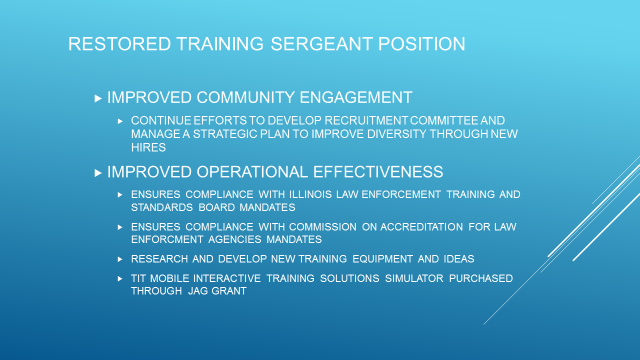 RESTORED TRAINING SERGEANT POSITION
IMPROVED COMMUNITY ENGAGEMENT
CONTINUE EFFORTS TO DEVELOP RECRUITMENT COMMITTEE AND
MANAGE A STRATEGIC PLAN TO IMPROVE DIVERSITY THROUGH NEW
HIRES
IMPROVED OPERATIONAL EFFECTIVENESS
ENSURES COMPLIANCE WITH ILLINOIS LAW ENFORCEMENT TRAINING AND
STANDARDS BOARD MANDATES
ENSURES COMPLIANCE WITH COMMISSION ON ACCREDITATION FOR LAW
ENFORCMENT AGENCIES MANDATES
RESEARCH AND DEVELOP NEW TRAINING EQUIPMENT AND IDEAS
TIT MOBILE INTERACTIVE TRAINING SOLUTIONS SIMULATOR PURCHASED
THROUGH JAG GRANT